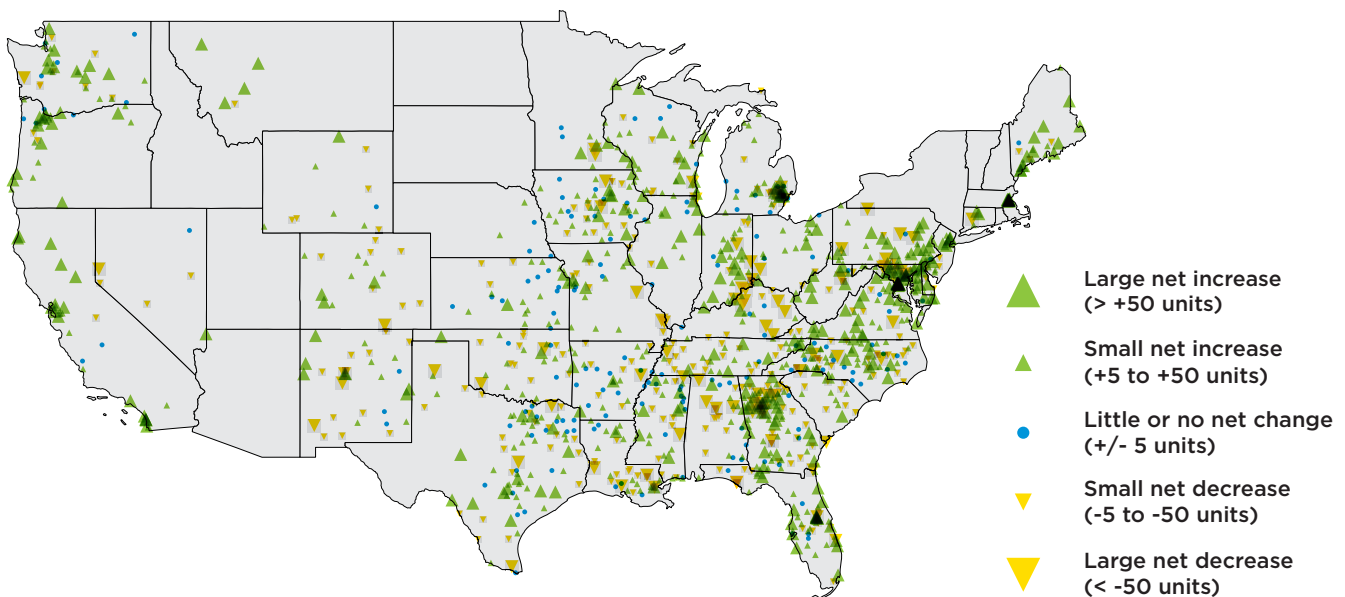 Large net increase
(> +50 units)
Small net increase
(+5 to +50 units)
Little or no net change
(+/- 5 units)
Small net decrease
(-5 to -50 units)
Large net decrease
(< -50 units)